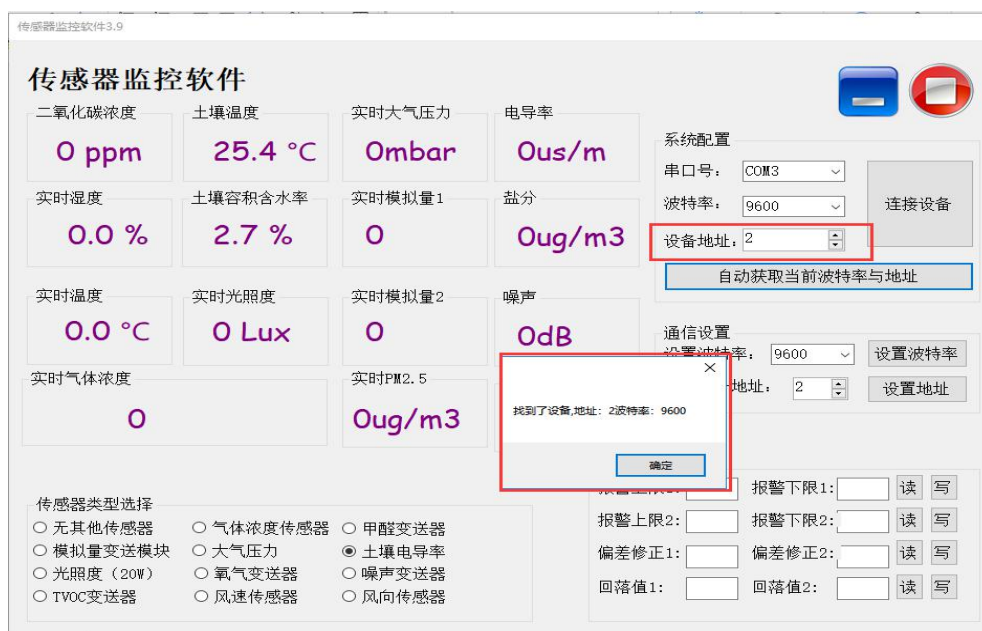 传感器监控软件3.9
传感器监控软件
二氧化碳浓度
0 ppm
土壤温度
25.4 °C
实时大气压力
0mbar
电导率
0us/m
实时湿度
0.0 %
土壤容积含水率
2.7 %
实时模拟量1
0
盐分
0ug/m3
实时温度
0.0 °C
实时光照度
0 Lux
实时模拟量2
0
噪声
0dB
实时气体浓度
0
实时PM2.5
0ug/m3
系统配置
串口号: COM3
波特率: 9600
连接设备
设备地址: 2
自动获取当前波特率与地址
通信设置
设置波特率: 9600 设置波特率
地址: 2 设置地址
找到了设备,地址: 2波特率: 9600
确定
传感器类型选择
无其他传感器 气体浓度传感器 甲醛变送器
模拟量变送模块 大气压力 土壤电导率
光照度（20W） 氧气变送器 噪声变送器
TVOC变送器 风速传感器 风向传感器
报警下限1: 读 写
报警上限2: 报警下限2: 读 写
偏差修正1: 偏差修正2: 读 写
回落值1: 回落值2: 读 写